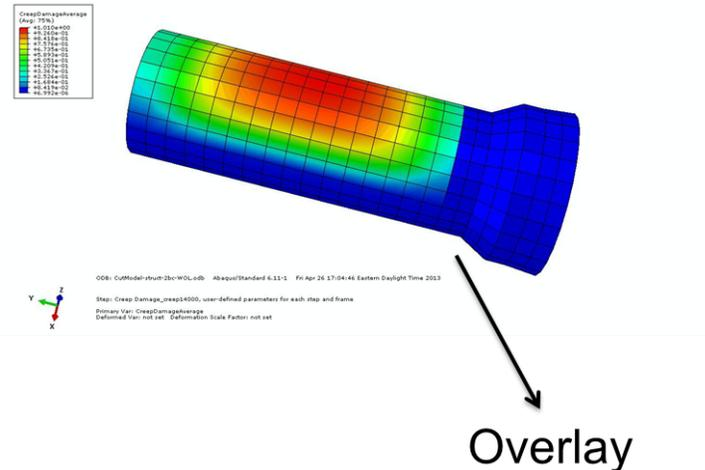 CreepDamageAverage
(Avg: 75%)
+1.010e+00
+9.260e-01
+8.418e-01
+7.576e-01
+6.735e-01
+5.893e-01
+5.051e-01
+4.209e-01
+3.367e-01
+2.526e-01
+1.684e-01
+8.419e-02
+6.992e-06
ODB: CutModel-struct-2bc-WOL.odb Abaqus/Standard 6.11-1 Fri Apr 26 17:04:46 Eastern Daylight Time 2013
Y
Z
X
Step: Creep Damage_creep14000, user-defined parameters for each step and frame
Primary Var: CreepDamageAverage
Deformed Var: not set Deformation Scale Factor: not set
Overlay